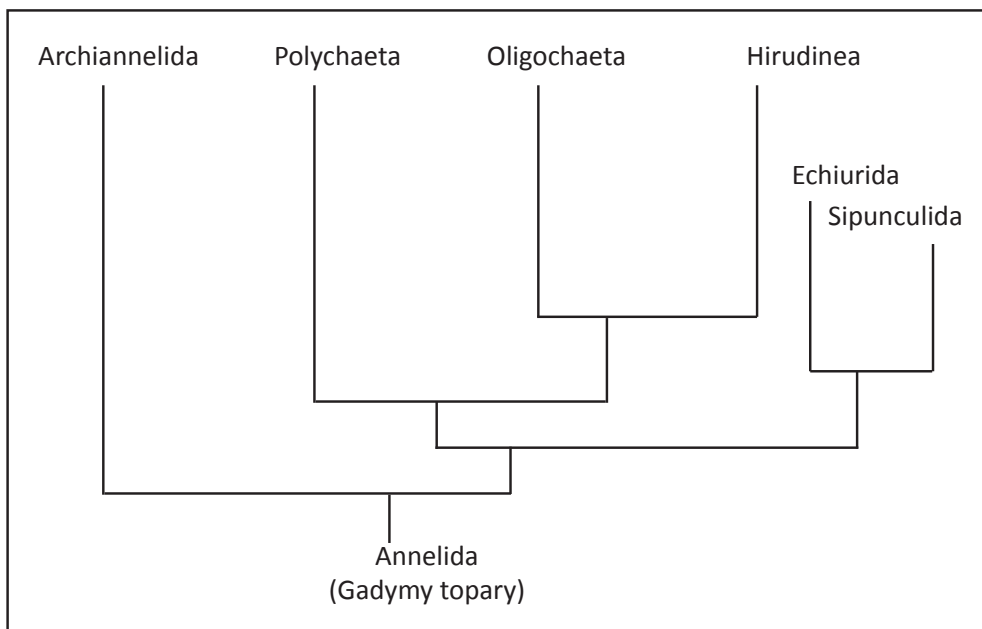 Archiannelida Polychaeta Oligochaeta Hirudinea
Echiurida
Sipunculida
Annelida
(Gadymy topary)